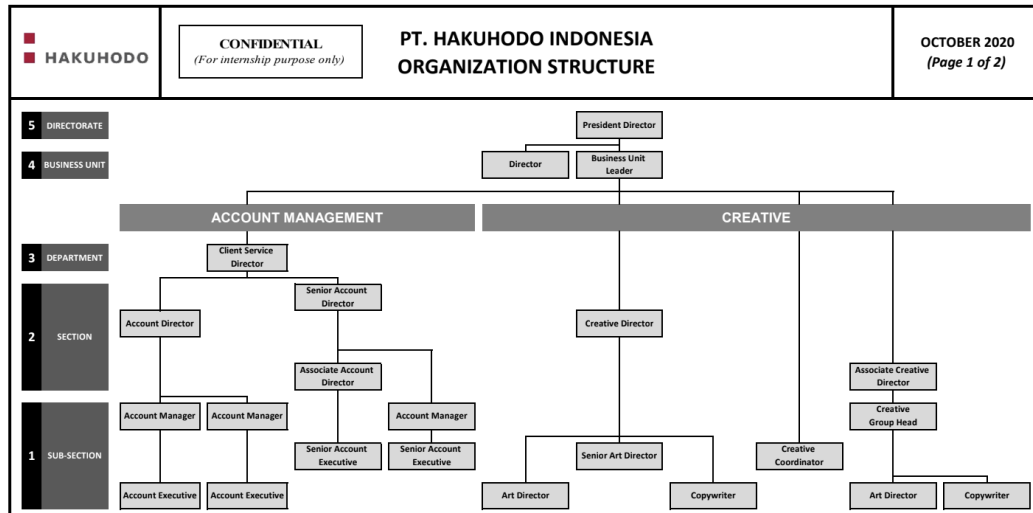 HAKUHODO
CONFIDENTIAL
(For internship purpose only)
PT. HAKUHODO INDONESIA
ORGANIZATION STRUCTURE
OCTOBER 2020
(Page 1 of 2)
5 DIRECTORATE
President Director
4 BUSINESS UNIT
Director
Business Unit
Leader
ACCOUNT MANAGEMENT
CREATIVE
3 DEPARTMENT
Client Service
Director
2 SECTION
Senior Account
Director
Account Director
Creative Director
Associate Account
Director
Associate Creative
Director
1 SUB-SECTION
Account Manager
Account Manager
Account Manager
Creative
Group Head
Senior Account
Executive
Senior Account
Executive
Senior Art Director
Creative
Coordinator
Account Executive
Account Executive
Art Director
Copywriter
Art Director
Copywriter